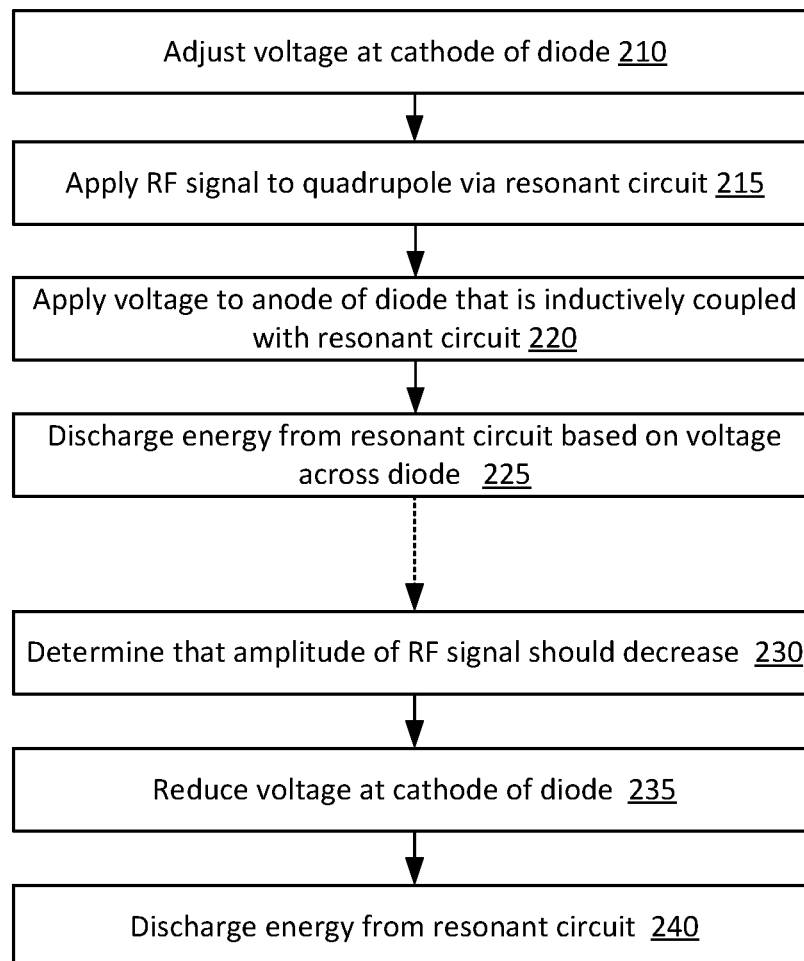 Adjust voltage at cathode of diode 210
Apply RF signal to quadrupole via resonant circuit 215
Apply voltage to anode of diode that is inductively coupled
with resonant circuit 220
Discharge energy from resonant circuit based on voltage
across diode 225
Determine that amplitude of RF signal should decrease 230
Reduce voltage at cathode of diode 235
Discharge energy from resonant circuit 240